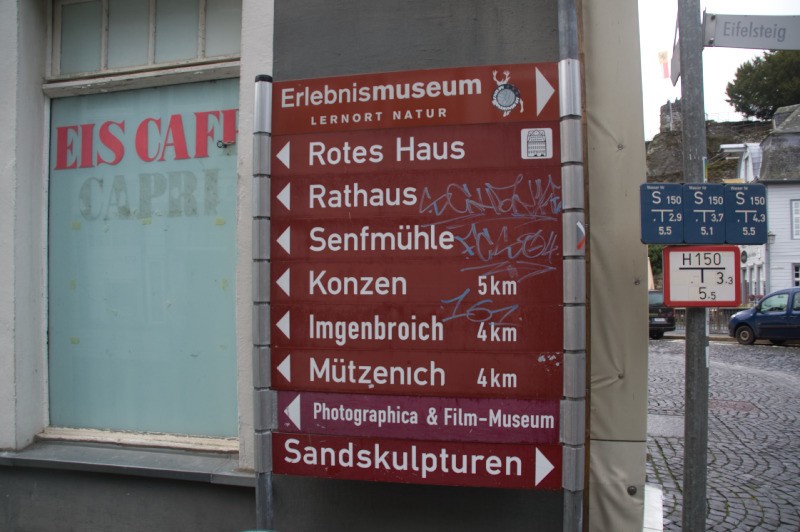 EIS CAFE
CAPRI
Erlebnismuseum
LERNORT NATUR
Rotes Haus
Rathaus
Senfmühle
Konzen 5km
Imgenbroich 4km
Mützenich 4km
Photographica & Film-Museum
Sandskulpturen
Eifelsteig
S 150
2.9
5.5
S 150
3.7
5.1
S 150
4.3
5.5
H150
3.3
5.5